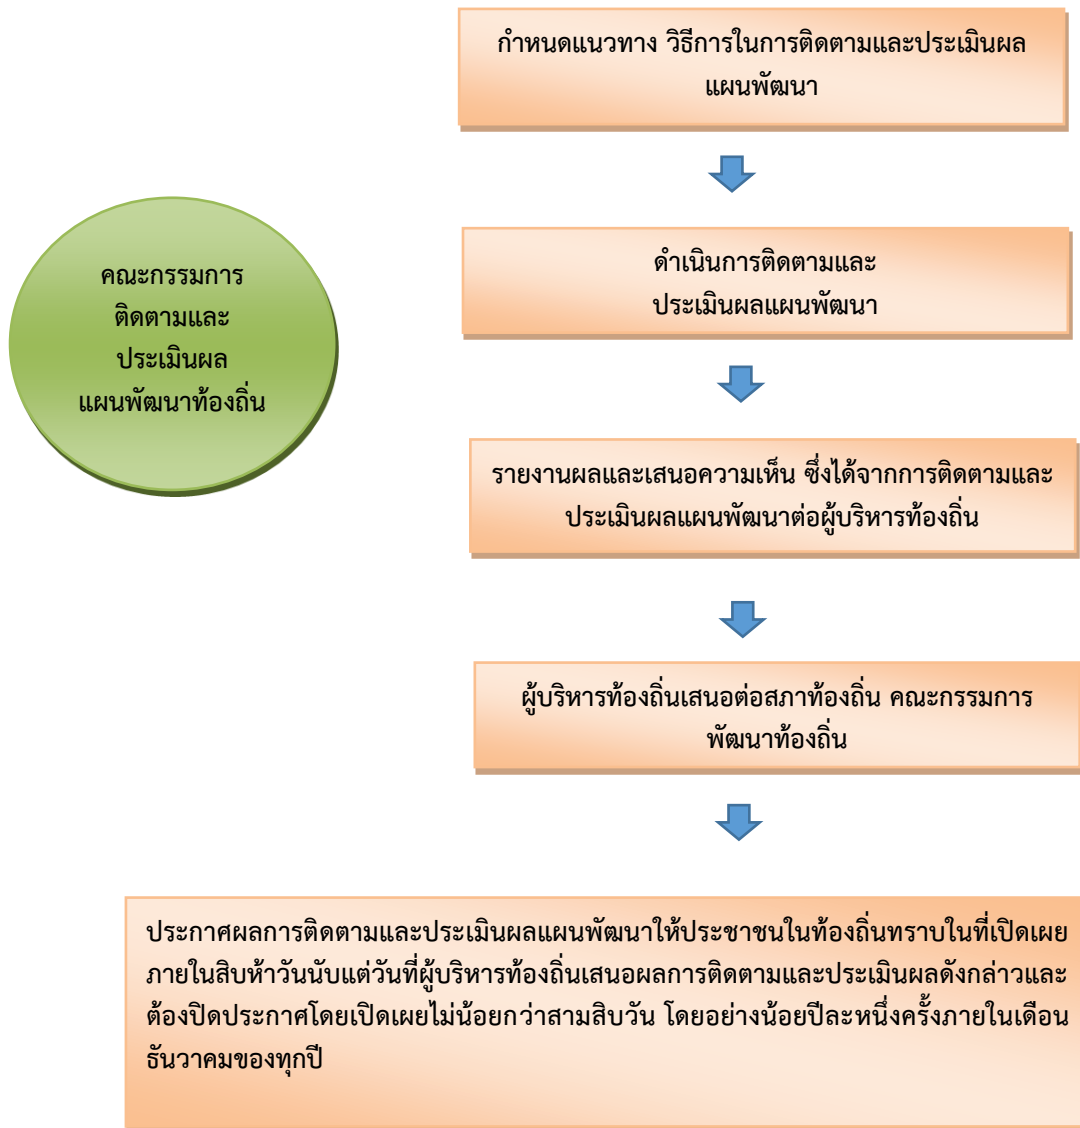 กำหนดแนวทาง วิธีการในการติดตามและประเมินผล
แผนพัฒนา
คณะกรรมการ
ติดตามและ
ประเมินผล
แผนพัฒนาท้องถิ่น
ดำเนินการติดตามและ
ประเมินผลแผนพัฒนา
รายงานผลและเสนอความเห็น ซึ่งได้จากการติดตามและ
ประเมินผลแผนพัฒนาต่อผู้บริหารท้องถิ่น
ผู้บริหารท้องถิ่นเสนอต่อสภาท้องถิ่น คณะกรรมการ
พัฒนาท้องถิ่น
ประกาศผลการติดตามและประเมินผลแผนพัฒนาให้ประชาชนในท้องถิ่นทราบในที่เปิดเผย
ภายในสิบห้าวันนับแต่วันที่ผู้บริหารท้องถิ่นเสนอผลการติดตามและประเมินผลดังกล่าวและ
ต้องปิดประกาศโดยเปิดเผยไม่น้อยกว่าสามสิบวัน โดยอย่างน้อยปีละหนึ่งครั้งภายในเดือน
ธันวาคมของทุกปี